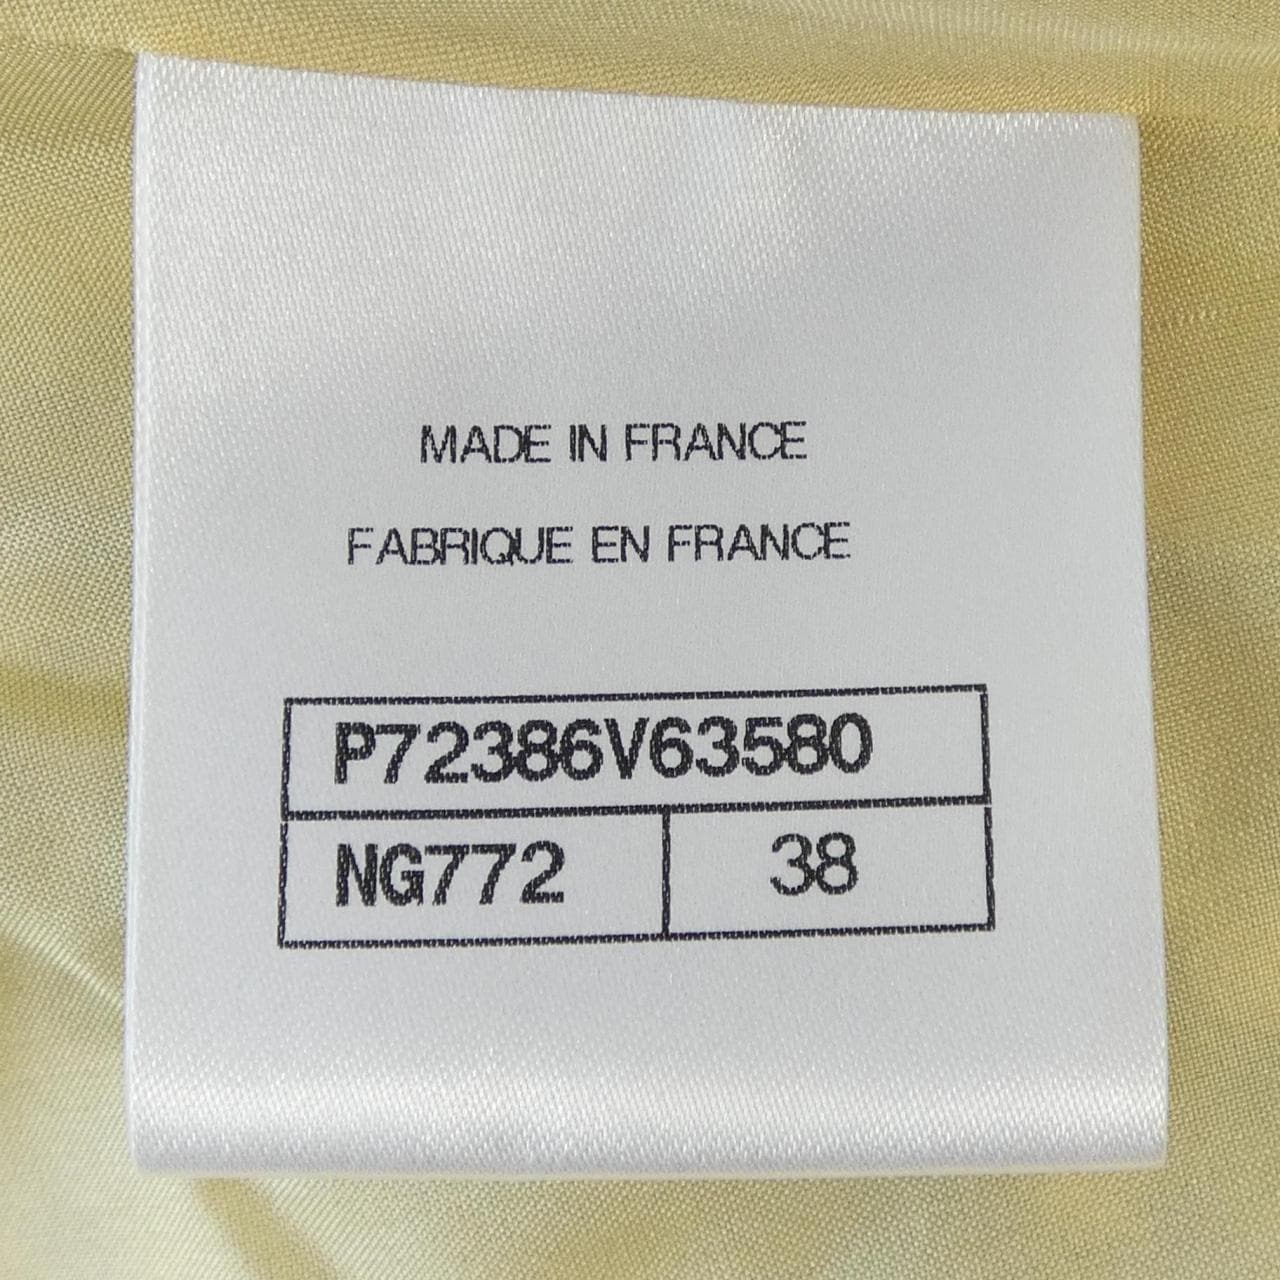 MADE IN FRANCE
FABRIQUE EN FRANCE
P72386V63580
NG772 38